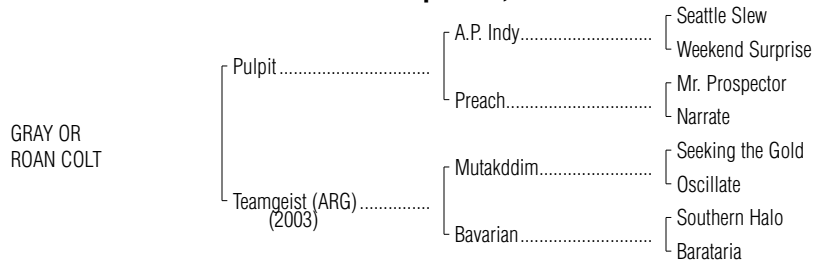 Seattle Slew
A.P. Indy..............................
Weekend Surprise
Pulpit..............................
Mr. Prospector
Preach..............................
Narrate
GRAY OR
ROAN COLT
Seeking the Gold
Mutakddim.........................
Oscillate
Teamgeist (ARG)..............
(2003)
Southern Halo
Bavarian............................
Barataria